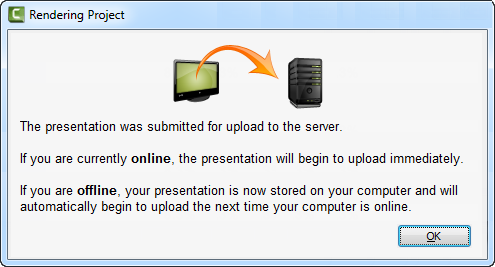 Rendering Project
The presentation was submitted for upload to the server.
If you are currently online, the presentation will begin to upload immediately.
If you are offline, your presentation is now stored on your computer and will
automatically begin to upload the next time your computer is online.
OK